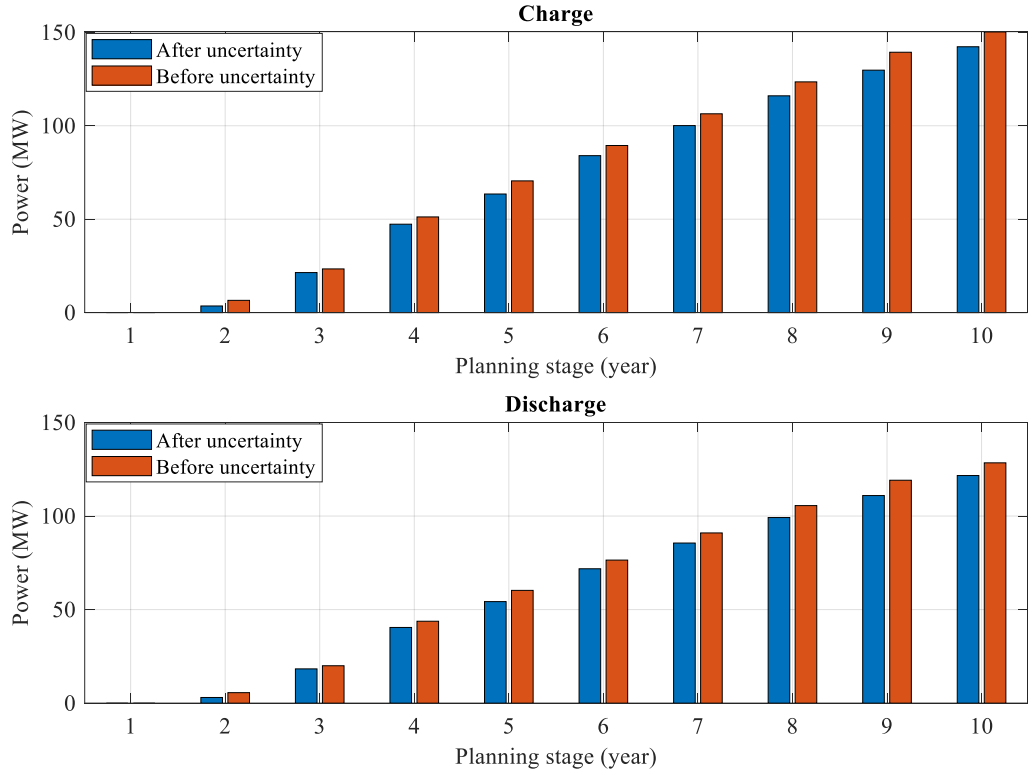 Charge
150
After uncertainty
Before uncertainty
100
50
0
Power (MW)
1 2 3 4 5 6 7 8 9 10
Planning stage (year)
Discharge
150
After uncertainty
Before uncertainty
100
50
0
Power (MW)
1 2 3 4 5 6 7 8 9 10
Planning stage (year)